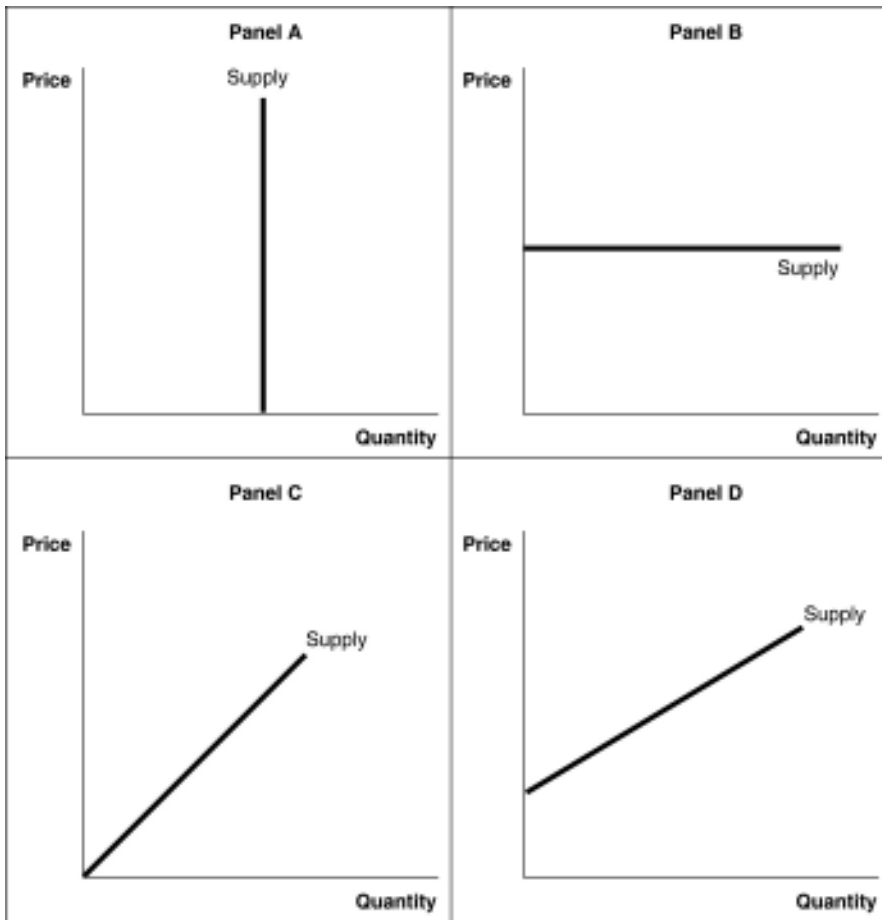 Panel A
Price
Supply
Quantity
Panel B
Price
Supply
Quantity
Panel C
Price
Supply
Quantity
Panel D
Price
Supply
Quantity